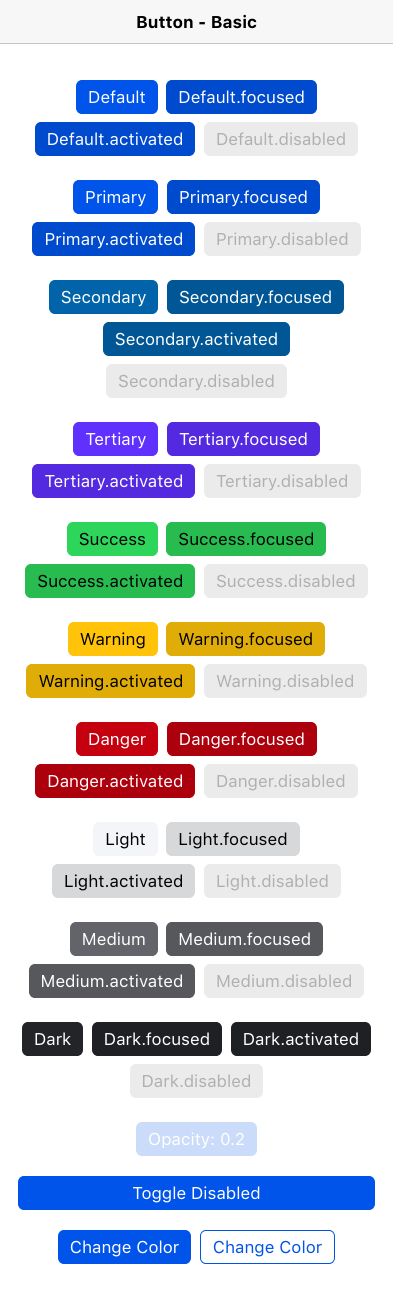 Button - Basic
Default Default.focused
Default.activated Default.disabled
Primary Primary.focused
Primary.activated Primary.disabled
Secondary Secondary.focused
Secondary.activated
Secondary.disabled
Tertiary Tertiary.focused
Tertiary.activated Tertiary.disabled
Success Success.focused
Success.activated Success.disabled
Warning Warning.focused
Warning.activated Warning.disabled
Danger Danger.focused
Danger.activated Danger.disabled
Light Light.focused
Light.activated Light.disabled
Medium Medium.focused
Medium.activated Medium.disabled
Dark Dark.focused Dark.activated
Dark.disabled
Opacity: 0.2
Toggle Disabled
Change Color Change Color